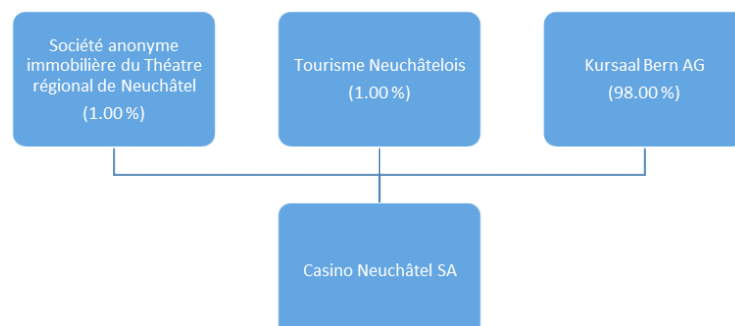 Société anonyme
immobilière du Théatre
régional de Neuchâtel
(1.00 %)
Tourisme Neuchâtelois
(1.00 %)
Kursaal Bern AG
(98.00 %)
Casino Neuchâtel SA